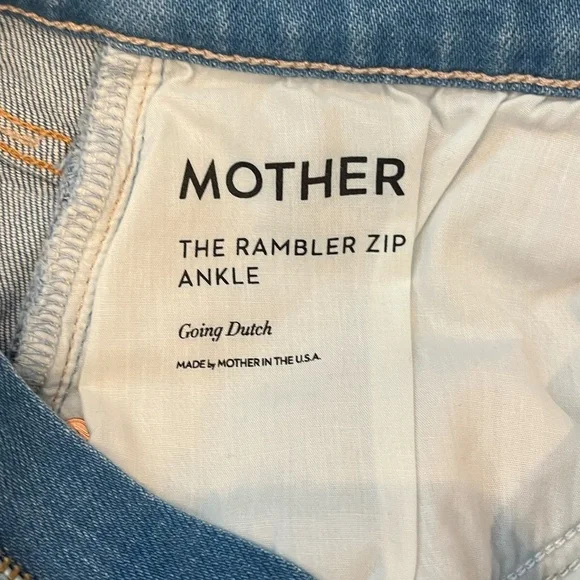 MOTHER
THE RAMBLER ZIP
ANKLE
Going Dutch
MADE by MOTHER IN THE U.S.A.